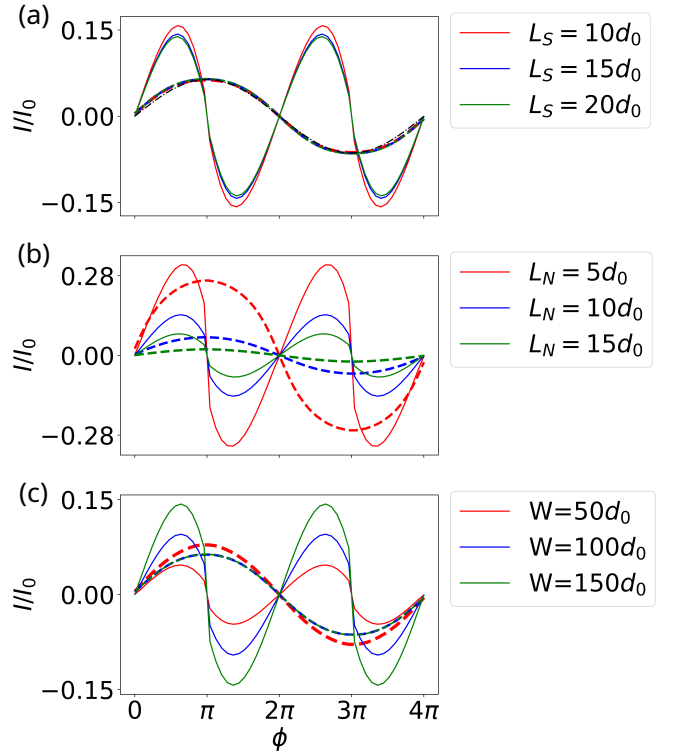 (a)
I/I₀
0.15
0.00
−0.15
L_S = 10d₀
L_S = 15d₀
L_S = 20d₀
(b)
I/I₀
0.28
0.00
−0.28
L_N = 5d₀
L_N = 10d₀
L_N = 15d₀
(c)
I/I₀
0.15
0.00
−0.15
W=50d₀
W=100d₀
W=150d₀
0 π 2π 3π 4π
ϕ